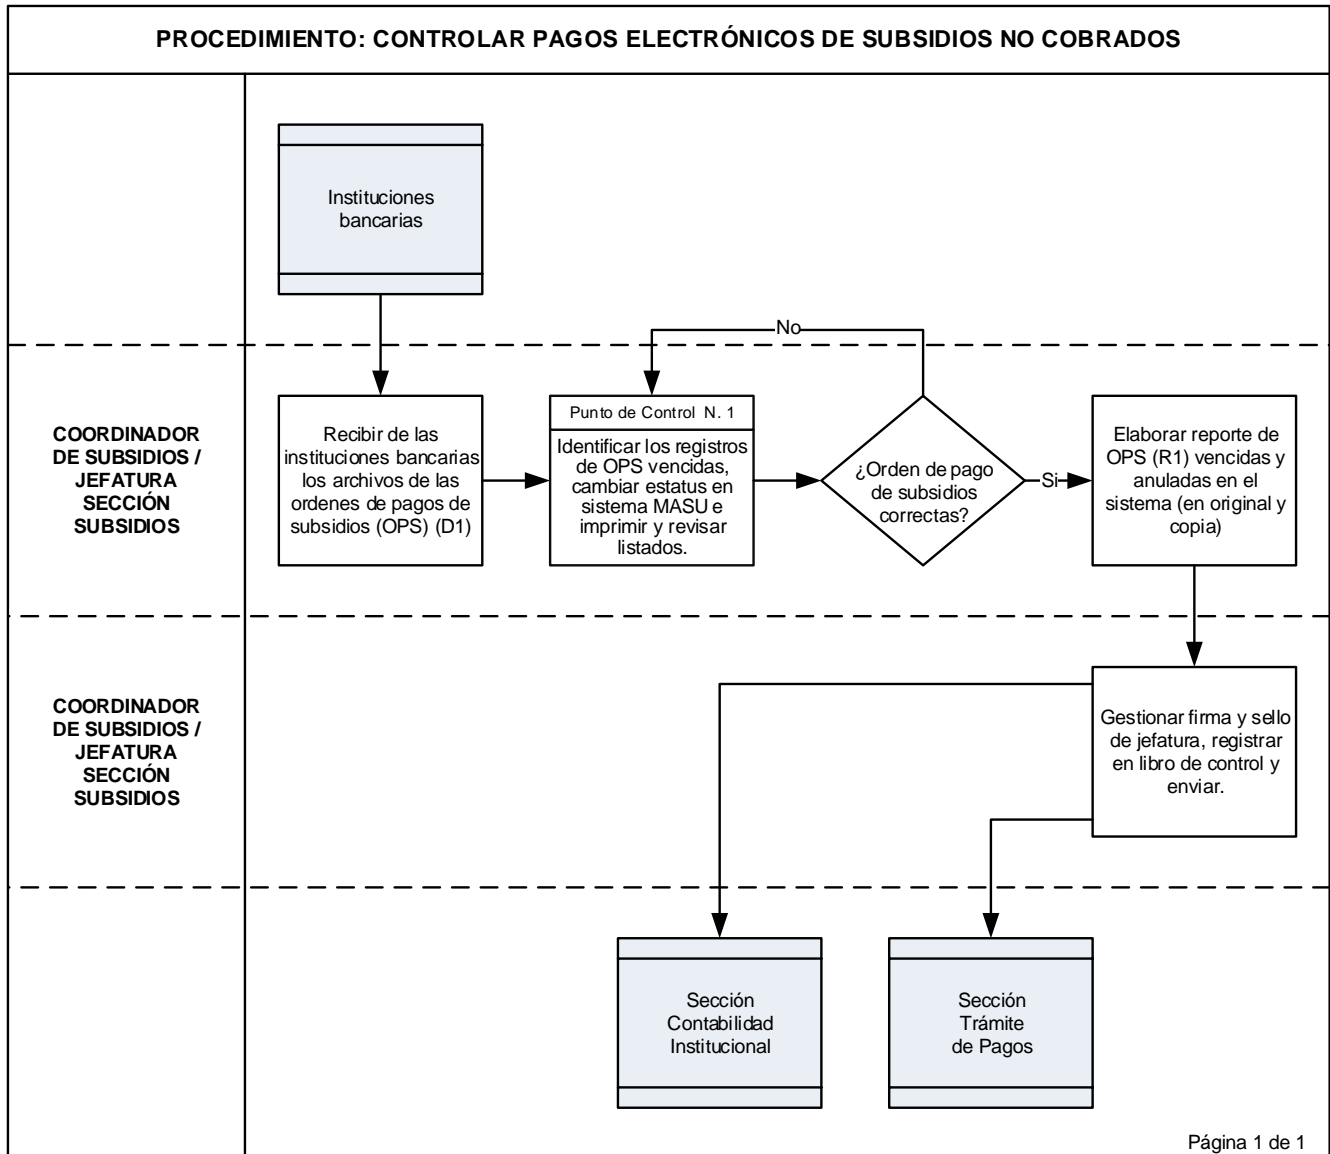 PROCEDIMIENTO: CONTROLAR PAGOS ELECTRÓNICOS DE SUBSIDIOS NO COBRADOS
Instituciones
bancarias
No
COORDINADOR
DE SUBSIDIOS /
JEFATURA
SECCIÓN
SUBSIDIOS
Recibir de las
instituciones bancarias
los archivos de las
ordenes de pagos de
subsidios (OPS) (D1)
Punto de Control N. 1
Identificar los registros
de OPS vencidas,
cambiar estatus en
sistema MASU e
imprimir y revisar
listados.
¿Orden de pago
de subsidios
correctas?
Si
Elaborar reporte de
OPS (R1) vencidas y
anuladas en el
sistema (en original y
copia)
COORDINADOR
DE SUBSIDIOS /
JEFATURA
SECCIÓN
SUBSIDIOS
Gestionar firma y sello
de jefatura, registrar
en libro de control y
enviar.
Sección
Contabilidad
Institucional
Sección
Trámite
de Pagos
Página 1 de 1